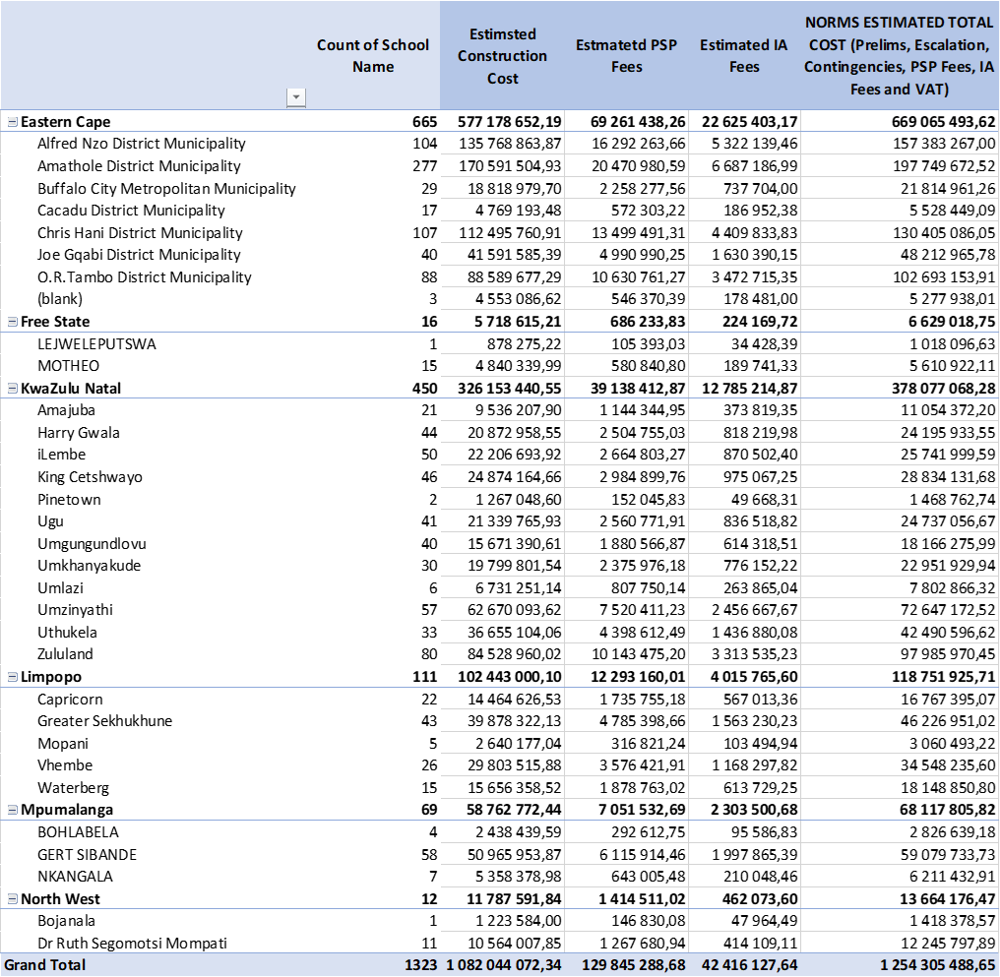 Count of School Name Estimsted Construction Cost Estmatetd PSP Fees Estimated IA Fees NORMS ESTIMATED TOTAL COST (Prelims, Escalation, Contingencies, PSP Fees, IA Fees and VAT)
Eastern Cape 665 577 178 652,19 69 261 438,26 22 625 403,17 669 065 493,62
Alfred Nzo District Municipality 104 135 768 863,87 16 292 263,66 5 322 139,46 157 383 267,00
Amathole District Municipality 277 170 591 504,93 20 470 980,59 6 687 186,99 197 749 672,52
Buffalo City Metropolitan Municipality 29 18 818 979,70 2 258 277,56 737 704,00 21 814 961,26
Cacadu District Municipality 17 4 769 193,48 572 303,22 186 952,38 5 528 449,09
Chris Hani District Municipality 107 112 495 760,91 13 499 491,31 4 409 833,83 130 405 086,05
Joe Gqabi District Municipality 40 41 591 585,39 4 990 990,25 1 630 390,15 48 212 965,78
O.R.Tambo District Municipality 88 88 589 677,29 10 630 761,27 3 472 715,35 102 693 153,91
(blank) 3 4 553 086,62 546 370,39 178 481,00 5 277 938,01
Free State 16 5 718 615,21 686 233,83 224 169,72 6 629 018,75
LEJWELEPUTSWA 1 878 275,22 105 393,03 34 428,39 1 018 096,63
MOTHEO 15 4 840 339,99 580 840,80 189 741,33 5 610 922,11
KwaZulu Natal 450 326 153 440,55 39 138 412,87 12 785 214,87 378 077 068,28
Amajuba 21 9 536 207,90 1 144 344,95 373 819,35 11 054 372,20
Harry Gwala 44 20 872 958,55 2 504 755,03 818 219,98 24 195 933,55
iLembe 50 22 206 693,92 2 664 803,27 870 502,40 25 741 999,59
King Cetshwayo 46 24 874 164,66 2 984 899,76 975 067,25 28 834 131,68
Pinetown 2 1 267 048,60 152 045,83 49 668,31 1 468 762,74
Ugu 41 21 339 765,93 2 560 771,91 836 518,82 24 737 056,67
Umgungundlovu 40 15 671 390,61 1 880 566,87 614 318,51 18 166 275,99
Umkhanyakude 30 19 799 801,54 2 375 976,18 776 152,22 22 951 929,94
Umlazi 6 6 731 251,14 807 750,14 263 865,04 7 802 866,32
Umzinyathi 57 62 670 093,62 7 520 411,23 2 456 667,67 72 647 172,52
Uthukela 33 36 655 104,06 4 398 612,49 1 436 880,08 42 490 596,62
Zululand 80 84 528 960,02 10 143 475,20 3 313 535,23 97 985 970,45
Limpopo 111 102 443 000,10 12 293 160,01 4 015 765,60 118 751 925,71
Capricorn 22 14 464 626,53 1 735 755,18 567 013,36 16 767 395,07
Greater Sekhukhune 43 39 878 322,13 4 785 398,66 1 563 230,23 46 226 951,02
Mopani 5 2 640 177,04 316 821,24 103 494,94 3 060 493,22
Vhembe 26 29 803 515,88 3 576 421,91 1 168 297,82 34 548 235,60
Waterberg 15 15 656 358,52 1 878 763,02 613 729,25 18 148 850,80
Mpumalanga 69 58 762 772,44 7 051 532,69 2 303 500,68 68 117 805,82
BOHLABELA 4 2 438 439,59 292 612,75 95 586,83 2 826 639,18
GERT SIBANDE 58 50 965 953,87 6 115 914,46 1 997 865,39 59 079 733,73
NKANGALA 7 5 358 378,98 643 005,48 210 048,46 6 211 432,91
North West 12 11 787 591,84 1 414 511,02 462 073,60 13 664 176,47
Bojanala 1 1 223 584,00 146 830,08 47 964,49 1 418 378,57
Dr Ruth Segomotsi Mompati 11 10 564 007,85 1 267 680,94 414 109,11 12 245 797,89
Grand Total 1323 1 082 044 072,34 129 845 288,68 42 416 127,64 1 254 305 488,65